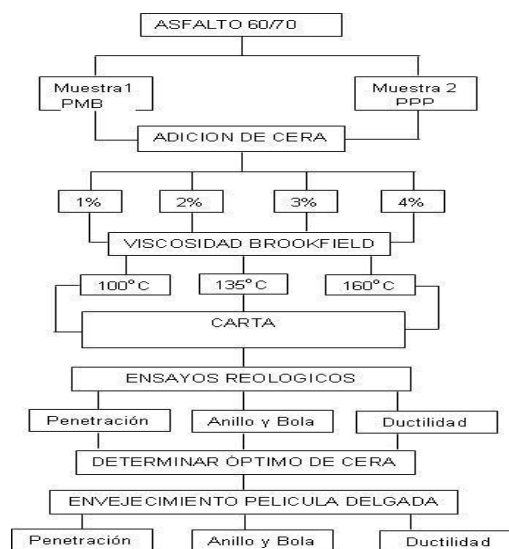 ASFALTO 60/70
Muestra1
PMB
Muestra 2
PPP
ADICION DE CERA
1%
2%
3%
4%
VISCOSIDAD BROOKFIELD
100°C
135°C
160°C
CARTA
ENSAYOS REOLOGICOS
Penetración
Anillo y Bola
Ductilidad
DETERMINAR ÓPTIMO DE CERA
ENVEJECIMIENTO PELICULA DELGADA
Penetración
Anillo y Bola
Ductilidad